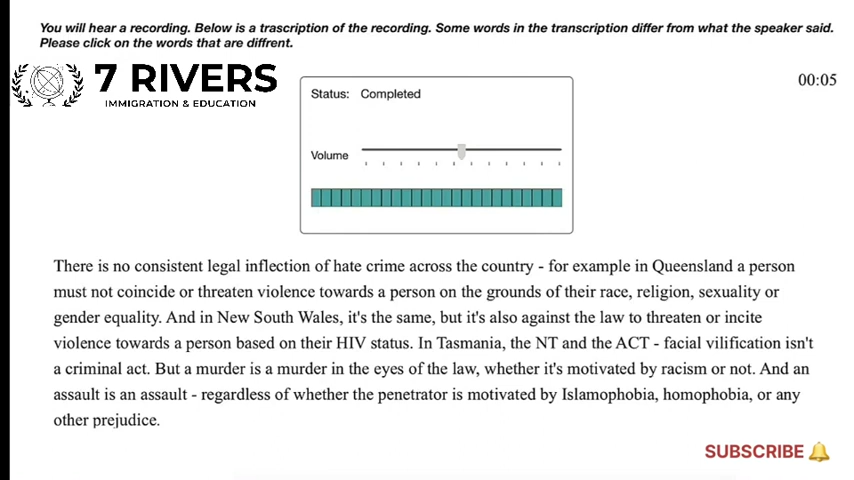 You will hear a recording. Below is a trascription of the recording. Some words in the transcription differ from what the speaker said.
Please click on the words that are diffrent.
7 RIVERS
IMMIGRATION & EDUCATION
00:05
Status: Completed
Volume
There is no consistent legal inflection of hate crime across the country - for example in Queensland a person
must not coincide or threaten violence towards a person on the grounds of their race, religion, sexuality or
gender equality. And in New South Wales, it's the same, but it's also against the law to threaten or incite
violence towards a person based on their HIV status. In Tasmania, the NT and the ACT - facial vilification isn't
a criminal act. But a murder is a murder in the eyes of the law, whether it's motivated by racism or not. And an
assault is an assault - regardless of whether the penetrator is motivated by Islamophobia, homophobia, or any
other prejudice.
SUBSCRIBE